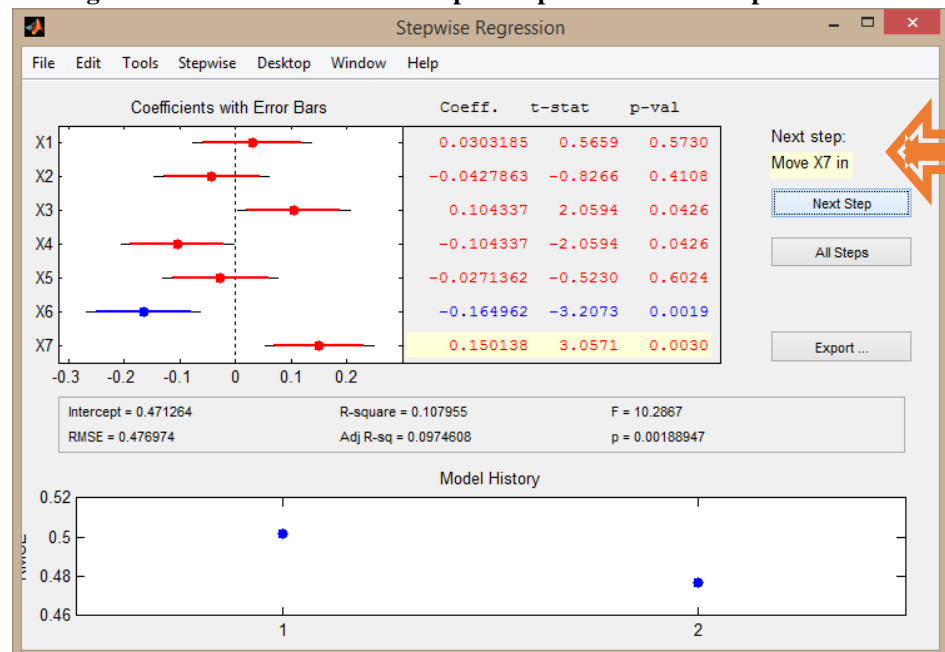 Stepwise Regression
File Edit Tools Stepwise Desktop Window Help
Coefficients with Error Bars Coeff. t-stat p-val
X1 0.0303185 0.5659 0.5730
X2 -0.0427863 -0.8266 0.4108
X3 0.104337 2.0594 0.0426
X4 -0.104337 -2.0594 0.0426
X5 -0.0271362 -0.5230 0.6024
X6 -0.164962 -3.2073 0.0019
X7 0.150138 3.0571 0.0030
-0.3 -0.2 -0.1 0 0.1 0.2
Next step:
Move X7 in
Next Step
All Steps
Export ...
Intercept = 0.471264 R-square = 0.107955 F = 10.2867
RMSE = 0.476974 Adj R-sq = 0.0974608 p = 0.00188947
Model History
0.52
0.5
0.48
0.46
RMSE
1 2